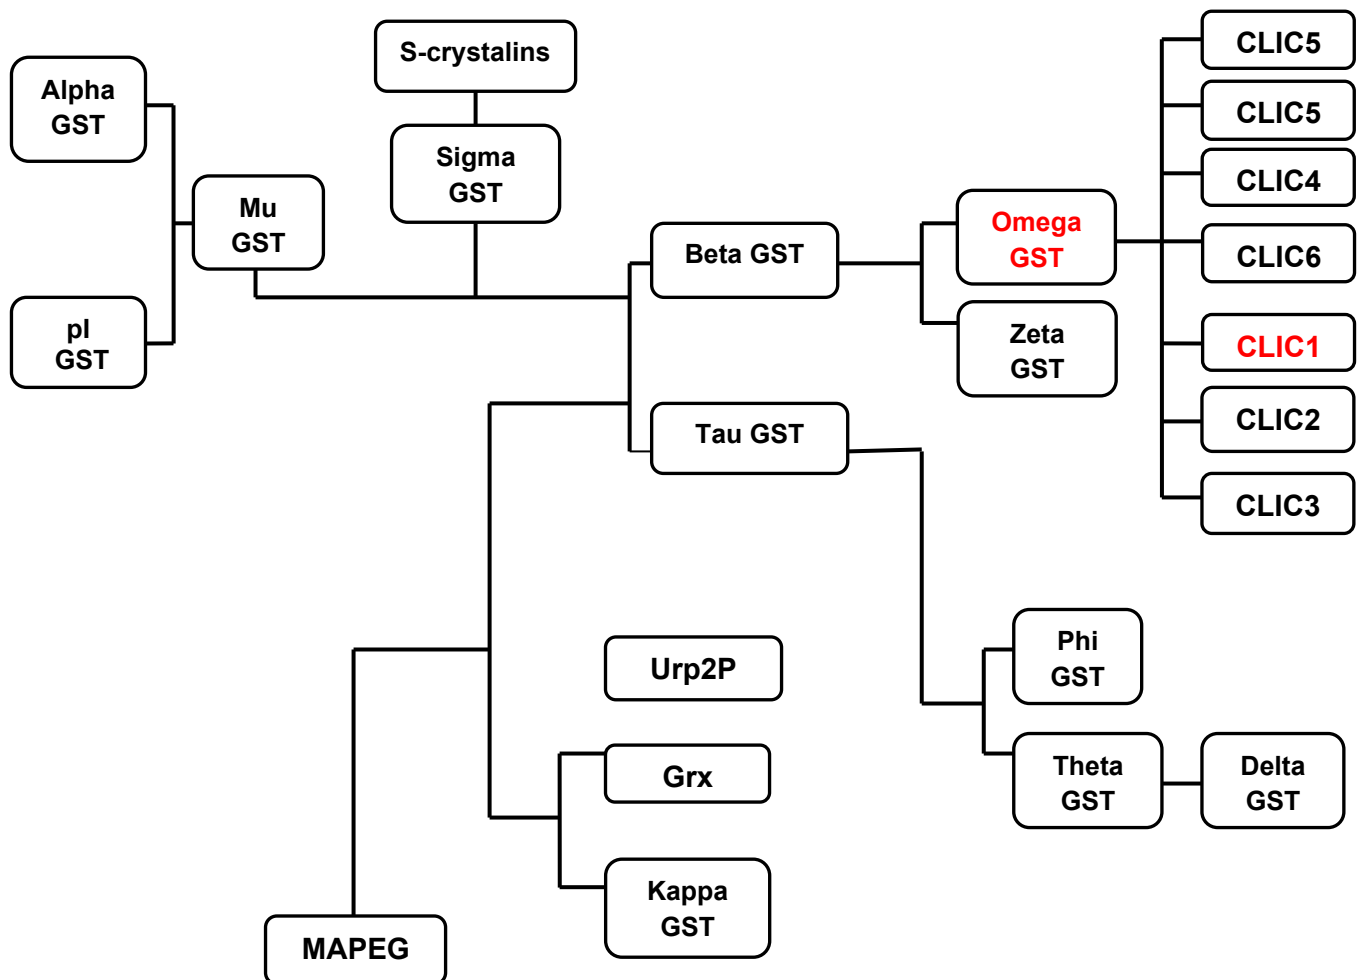 S-crystalins
Alpha
GST
Sigma
GST
Mu
GST
pI
GST
Beta GST
Omega
GST
Zeta
GST
Tau GST
CLIC5
CLIC5
CLIC4
CLIC6
CLIC1
CLIC2
CLIC3
Urp2P
Grx
Kappa
GST
MAPEG
Phi
GST
Theta
GST
Delta
GST